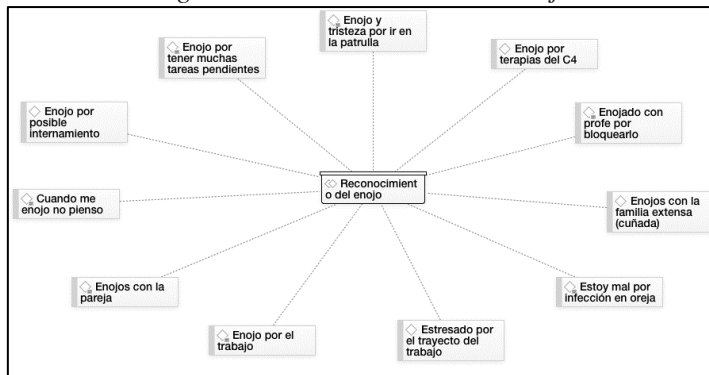 Enojo y
tristeza por ir en
la patrulla
Enojo por
tener muchas
tareas pendientes
Enojo por
terapias del C4
Enojo por
posible
internamiento
Enojado con
profe por
bloquearlo
Reconocimient
o del enojo
Cuando me
enojo no pienso
Enojos con la
familia extensa
(cuñada)
Enojos con la
pareja
Estoy mal por
infección en oreja
Enojo por el
trabajo
Estresado por
el trayecto del
trabajo